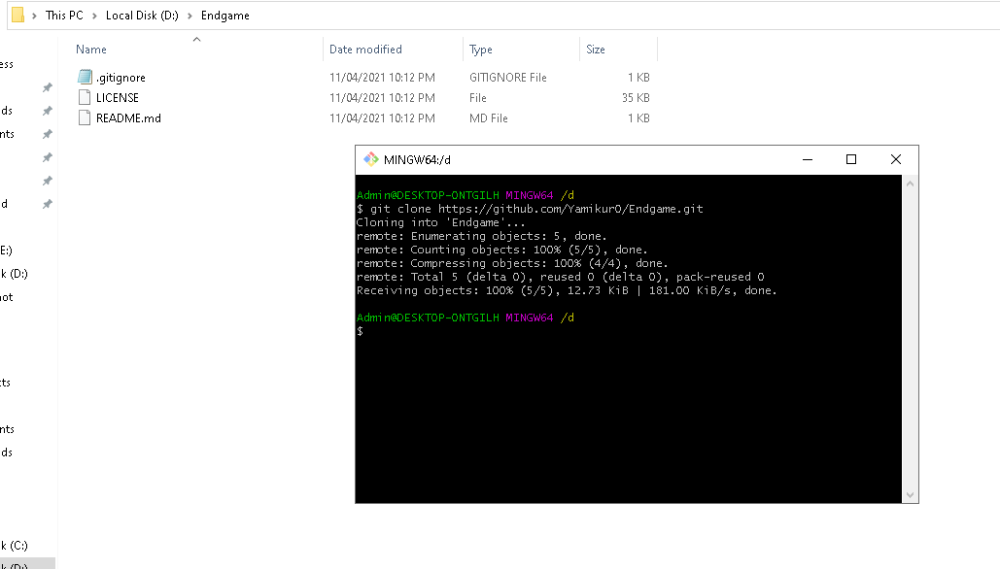 This PC > Local Disk (D:) > Endgame
Name Date modified Type Size
.gitignore 11/04/2021 10:12 PM GITIGNORE File 1 KB
LICENSE 11/04/2021 10:12 PM File 35 KB
README.md 11/04/2021 10:12 PM MD File 1 KB
ess
ds
nts
d
E:)
k (D:)
not
cts
nts
ds
k (C:)
k (D:)
MINGW64:/d
Admin@DESKTOP-ONTGILH MINGW64 /d
$ git clone https://github.com/Yamikur0/Endgame.git
Cloning into 'Endgame'...
remote: Enumerating objects: 5, done.
remote: Counting objects: 100% (5/5), done.
remote: Compressing objects: 100% (4/4), done.
remote: Total 5 (delta 0), reused 0 (delta 0), pack-reused 0
Receiving objects: 100% (5/5), 12.73 KiB | 181.00 KiB/s, done.
Admin@DESKTOP-ONTGILH MINGW64 /d
$